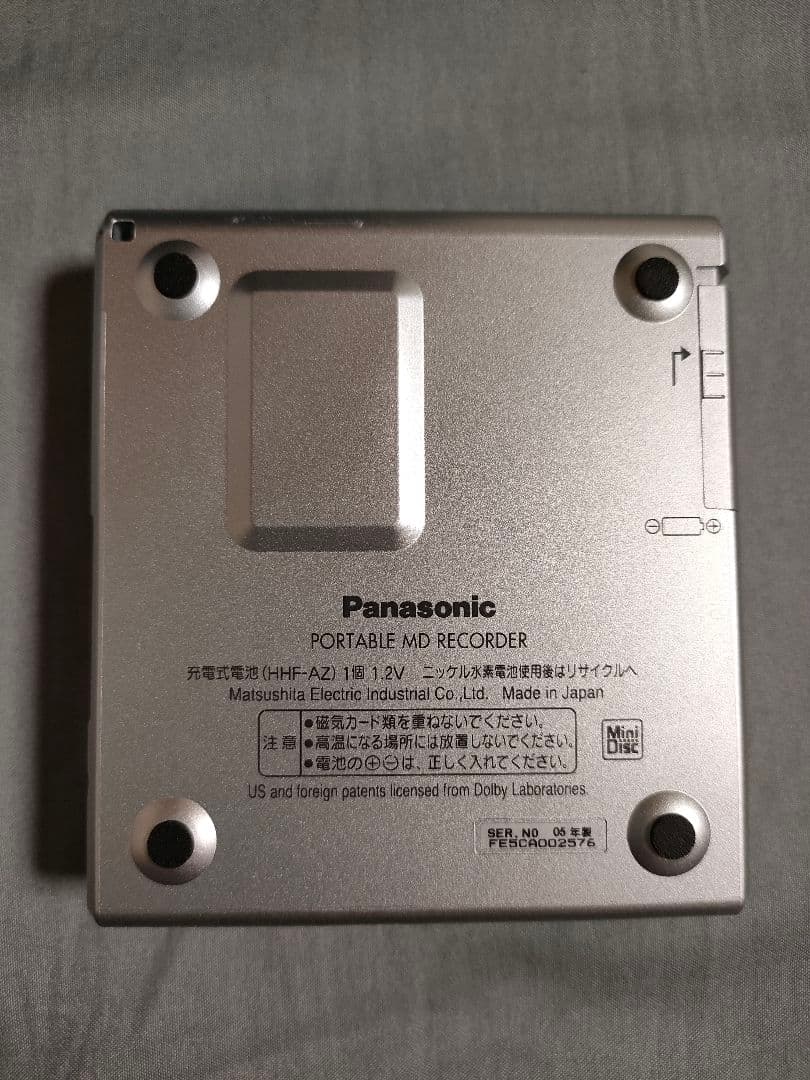 ⊖ ⊕
Panasonic
PORTABLE MD RECORDER
充電式電池(HHF-AZ) 1個 1.2V ニッケル水素電池使用後はリサイクルへ
Matsushita Electric Industrial Co.,Ltd. Made in Japan
注意
●磁気カード類を重ねないでください。
●高温になる場所には放置しないでください。
●電池の⊕⊖は、正しく入れてください。
Mini Disc
US and foreign patents licensed from Dolby Laboratories.
SER. NO 05年製
FE5CA002576